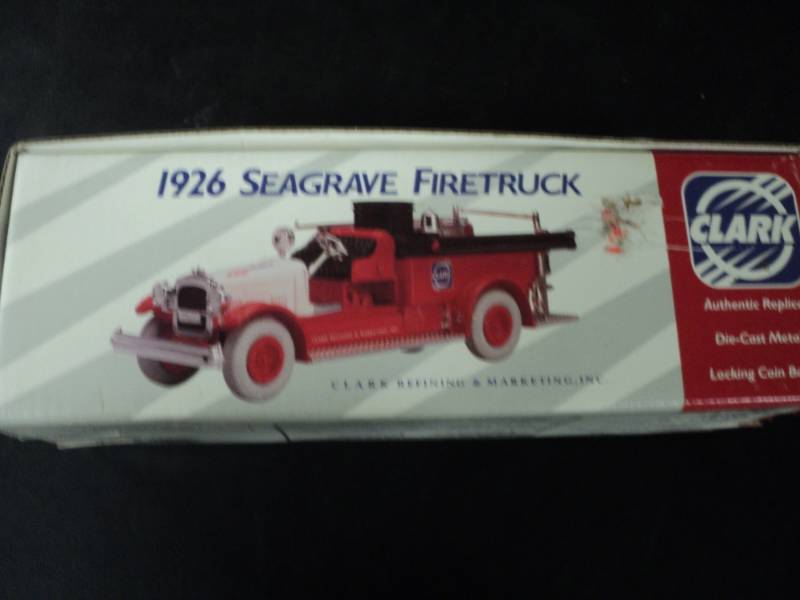 1926 SEAGRAVE FIRETRUCK
CLARK
Authentic Replica
Die-Cast Metal
Locking Coin Ba
CLARK REFINING & MARKETING, INC.